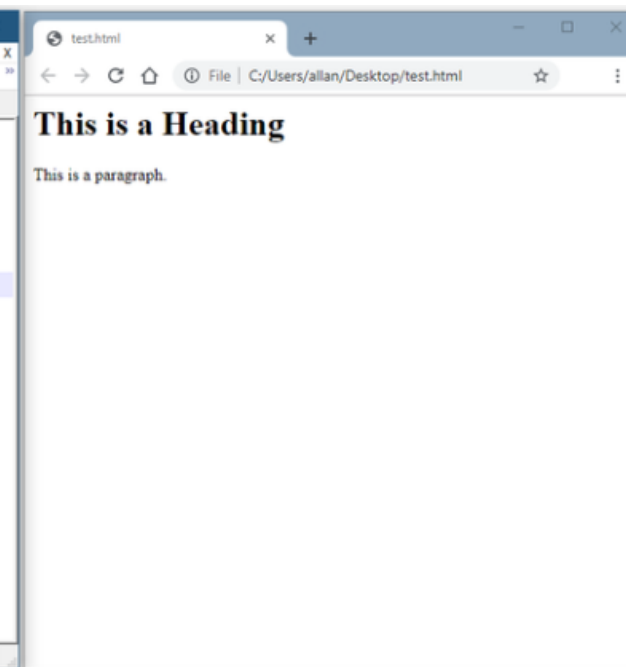 X
»
test.html
File | C:/Users/allan/Desktop/test.html
This is a Heading
This is a paragraph.